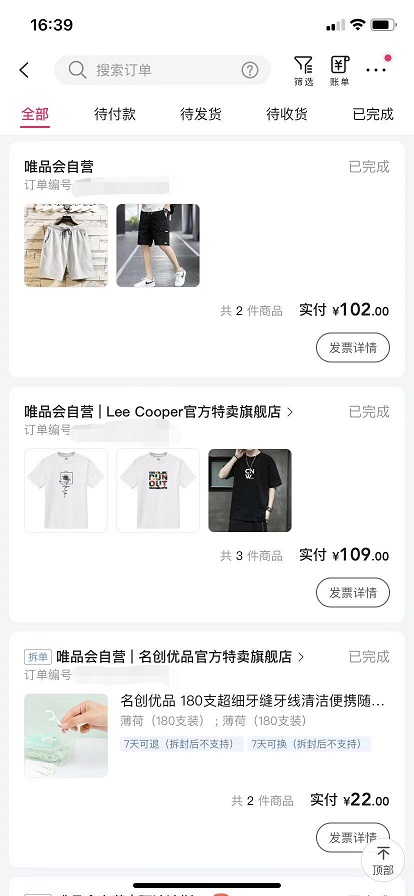 16:39
搜索订单
筛选
账单
全部
待付款
待发货
待收货
已完成
唯品会自营
已完成
订单编号
共 2 件商品 实付 ¥102.00
发票详情
唯品会自营 | Lee Cooper官方特卖旗舰店
已完成
订单编号
RUN
OUT
共 3 件商品 实付 ¥109.00
发票详情
拆单 唯品会自营 | 名创优品官方特卖旗舰店
已完成
订单编号
名创优品 180支超细牙缝牙线清洁便携随...
薄荷（180支装）; 薄荷（180支装）
7天可退（拆封后不支持） 7天可换（拆封后不支持）
共 2 件商品 实付 ¥22.00
发票详情
顶部